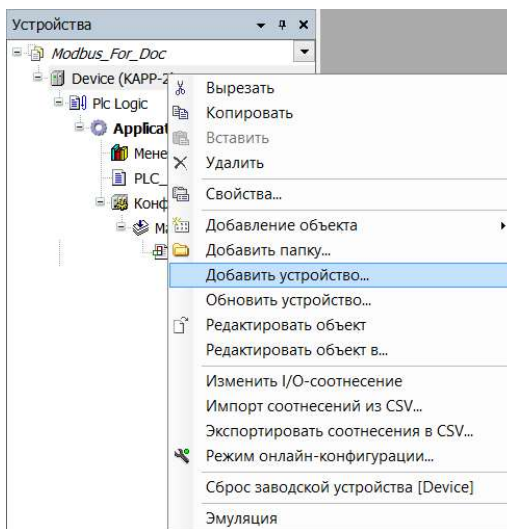 Устройства
Modbus_For_Doc
Device (КАРР-2
Plc Logic
Applicat
Мене
PLC_
Конф
Ма
Вырезать
Копировать
Вставить
Удалить
Свойства...
Добавление объекта
Добавить папку...
Добавить устройство...
Обновить устройство...
Редактировать объект
Редактировать объект в...
Изменить I/O-соотнесение
Импорт соотнесений из CSV...
Экспортировать соотнесения в CSV...
Режим онлайн-конфигурации...
Сброс заводской устройства [Device]
Эмуляция